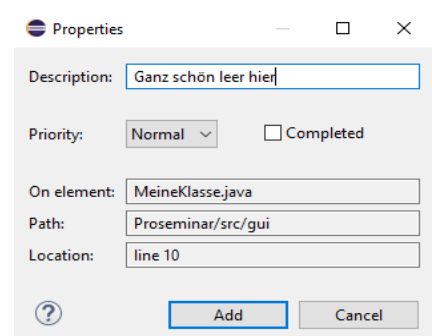 Properties
Description: Ganz schön leer hier
Priority: Normal Completed
On element: MeineKlasse.java
Path: Proseminar/src/gui
Location: line 10
? Add Cancel